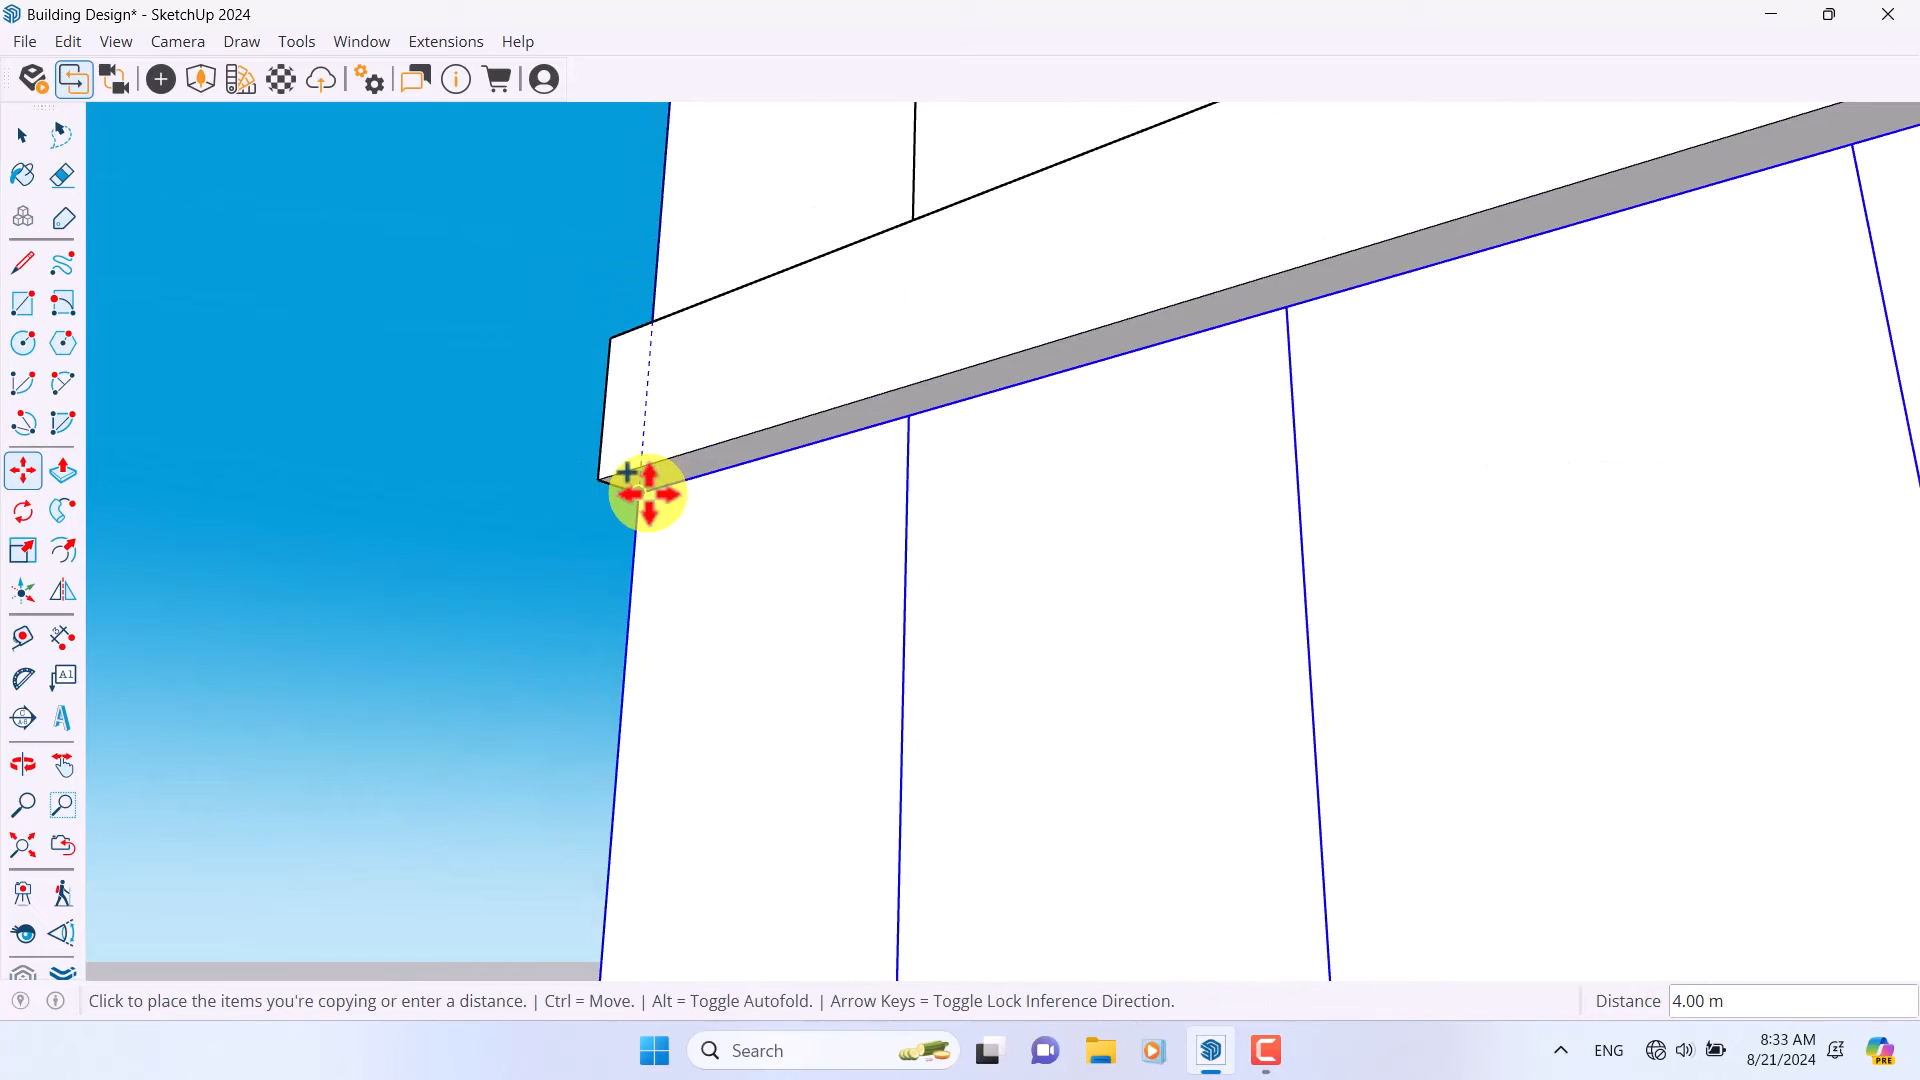 Building Design* - SketchUp 2024
File Edit View Camera Draw Tools Window Extensions Help
A1
Click to place the items you're copying or enter a distance. | Ctrl = Move. | Alt = Toggle Autofold. | Arrow Keys = Toggle Lock Inference Direction.
Distance 4.00 m
Search
ENG
8:33 AM
8/21/2024
PRE